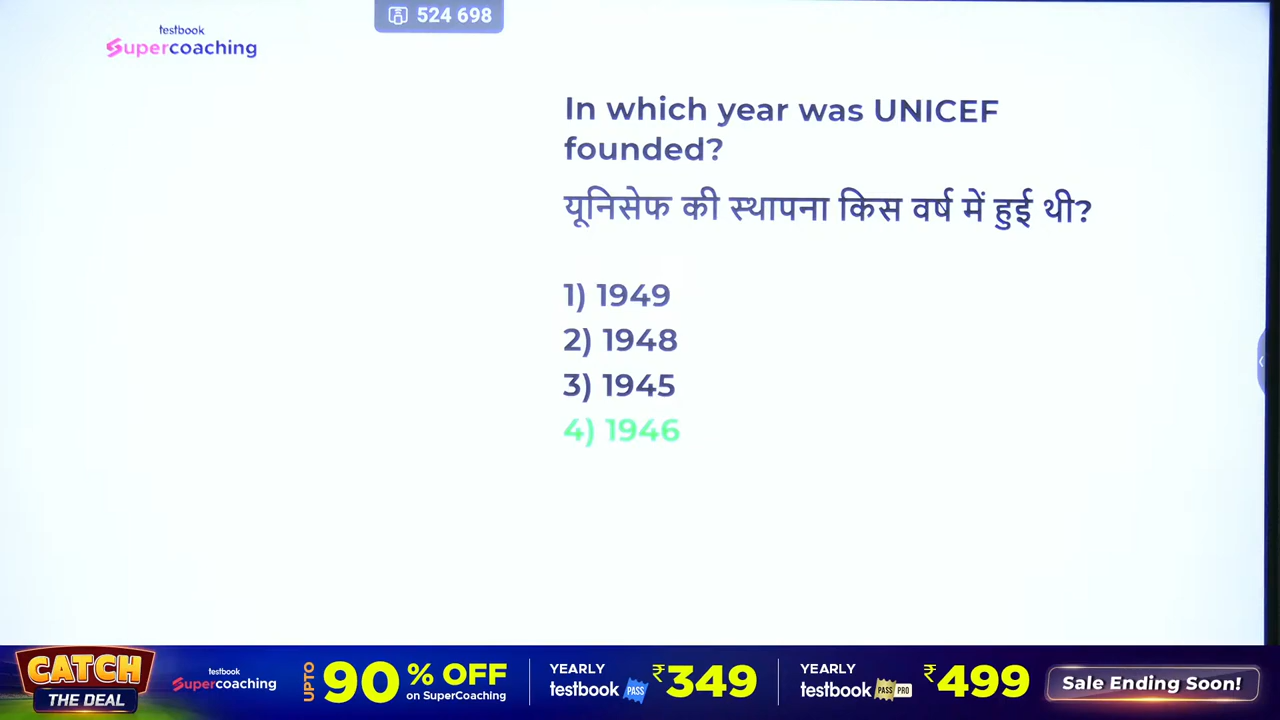 524 698
testbook
Supercoaching
In which year was UNICEF
founded?
यूनिसेफ की स्थापना किस वर्ष में हुई थी?
1) 1949
2) 1948
3) 1945
4) 1946
CATCH
THE DEAL
testbook
Supercoaching
UPTO
90% OFF
on SuperCoaching
YEARLY
testbook PASS
₹349
YEARLY
testbook PASS PRO
₹499
Sale Ending Soon!